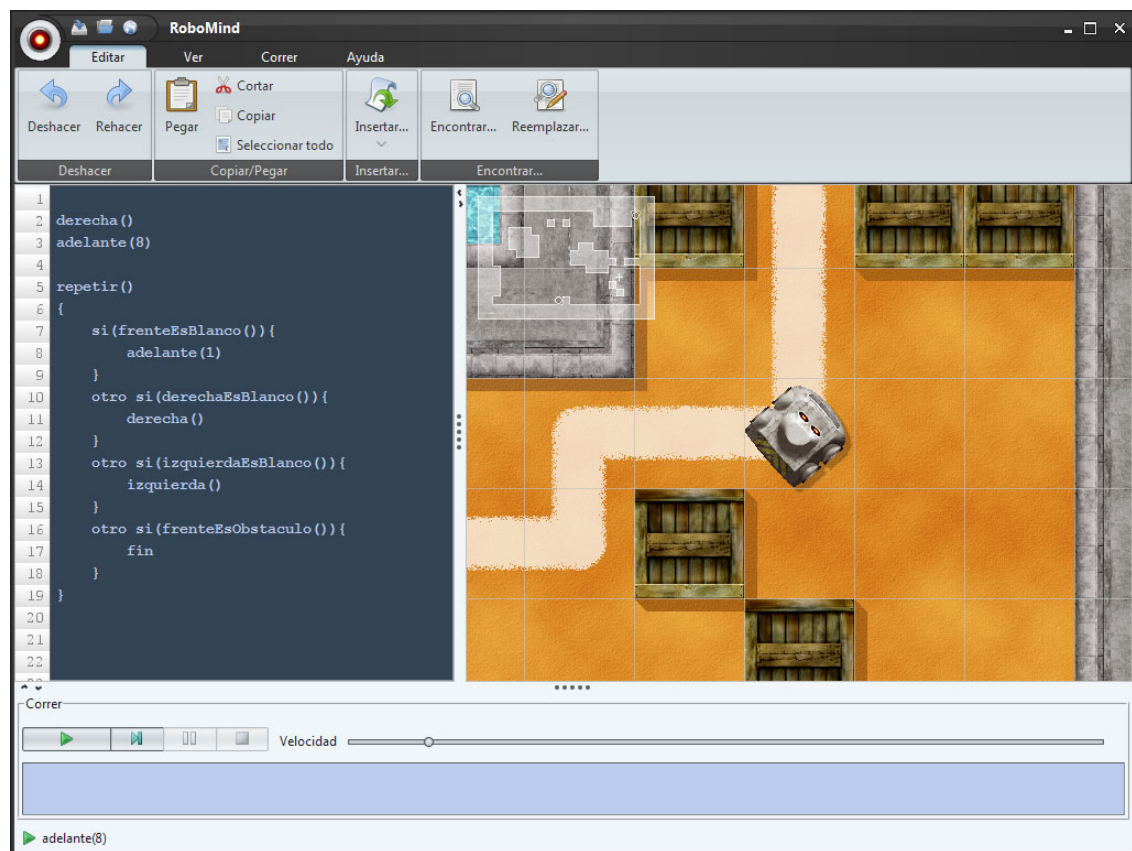 RoboMind
Editar Ver Correr Ayuda
Deshacer Rehacer Pegar Cortar Copiar Seleccionar todo Insertar... Encontrar... Reemplazar...
Deshacer Copiar/Pegar Insertar... Encontrar...
1
2 derecha()
3 adelante(8)
4
5 repetir()
6 {
7 si(frenteEsBlanco()){
8 adelante(1)
9 }
10 otro si(derechaEsBlanco()){
11 derecha()
12 }
13 otro si(izquierdaEsBlanco()){
14 izquierda()
15 }
16 otro si(frenteEsObstaculo()){
17 fin
18 }
19 }
20
21
22
Correr
Velocidad
adelante(8)